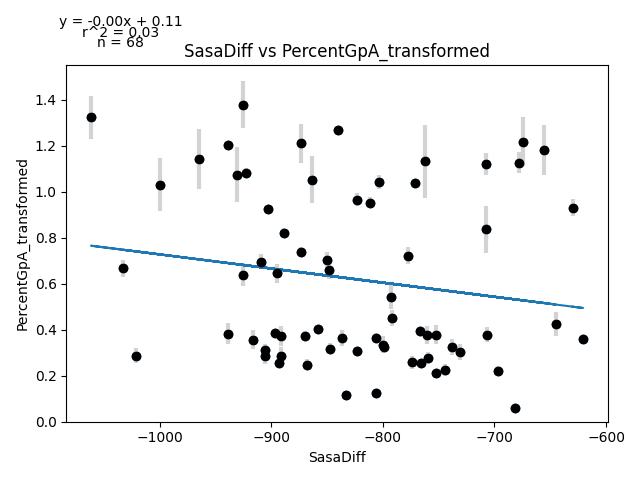 y = -0.00x + 0.11
r^2 = 0.03
n = 68
SasaDiff vs PercentGpA_transformed
PercentGpA_transformed
1.4
1.2
1.0
0.8
0.6
0.4
0.2
0.0
−1000 −900 −800 −700 −600
SasaDiff